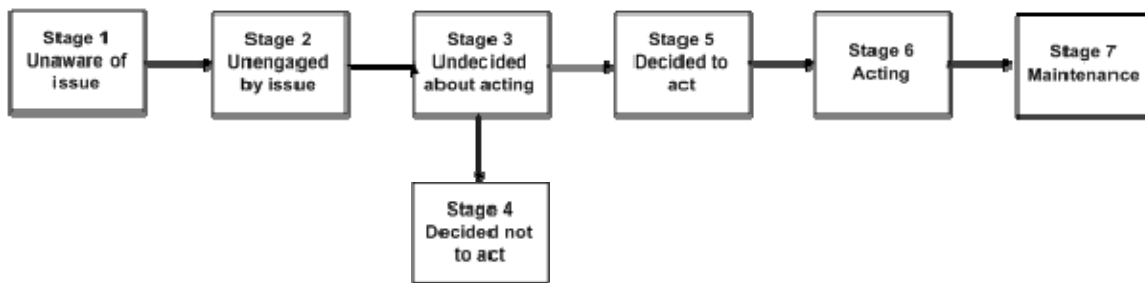 Stage 1
Unaware of
issue
Stage 2
Unengaged
by issue
Stage 3
Undecided
about acting
Stage 5
Decided to
act
Stage 6
Acting
Stage 7
Maintenance
Stage 4
Decided not
to act